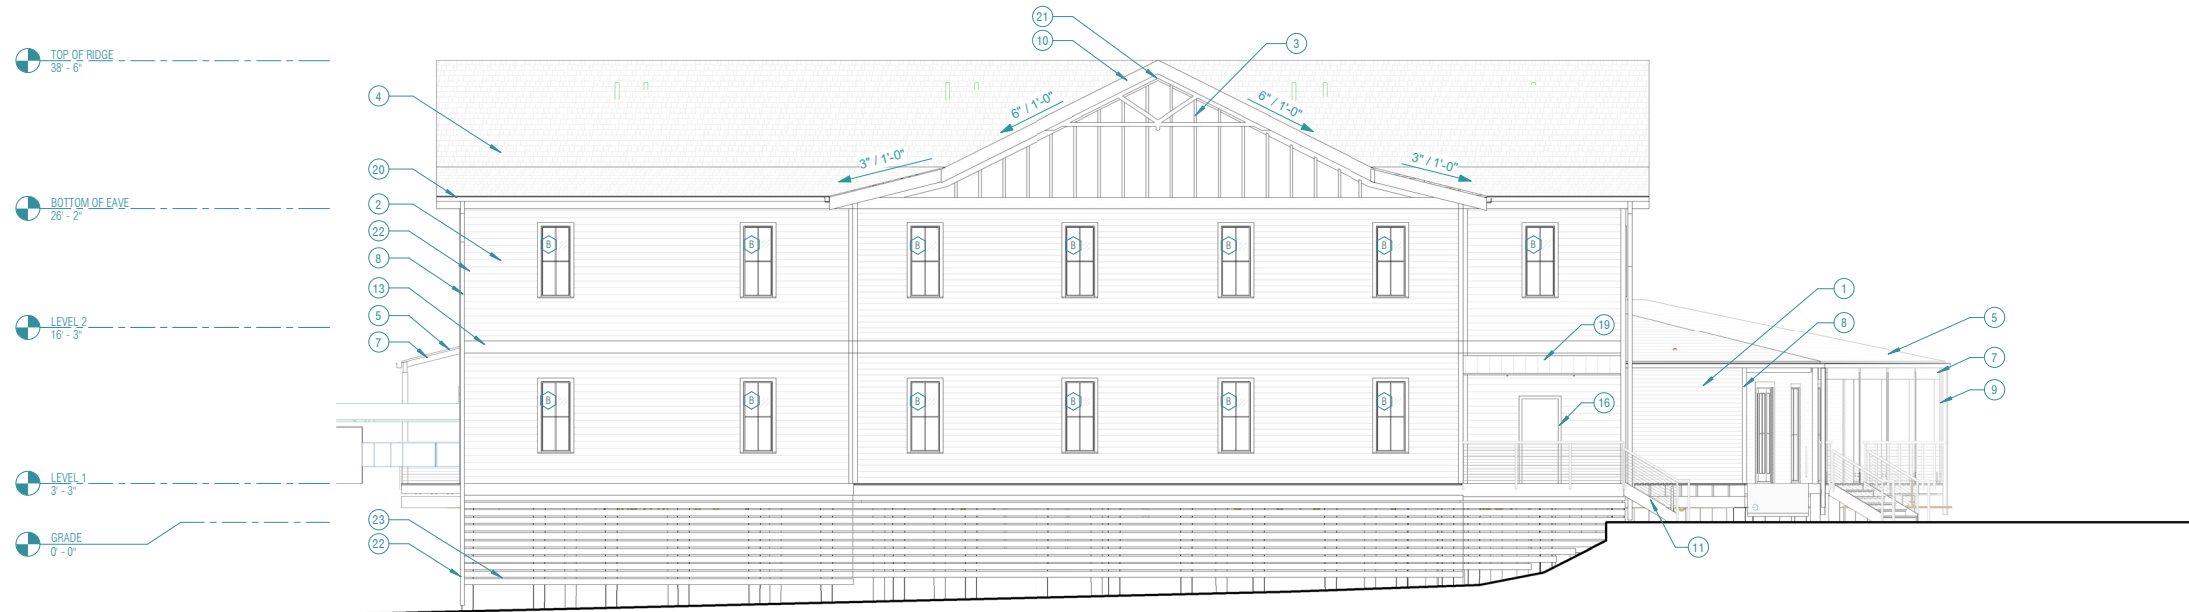 TOP OF RIDGE
38' - 6"
BOTTOM OF EAVE
26' - 2"
LEVEL 2
16' - 3"
LEVEL 1
3' - 3"
GRADE
0' - 0"
4
20
2
22
8
13
5
7
23
22
21
10
3
6" / 1'-0"
6" / 1'-0"
3" / 1'-0"
3" / 1'-0"
B
B
B
B
B
B
B
B
B
B
B
B
B
19
16
1
8
5
7
9
11